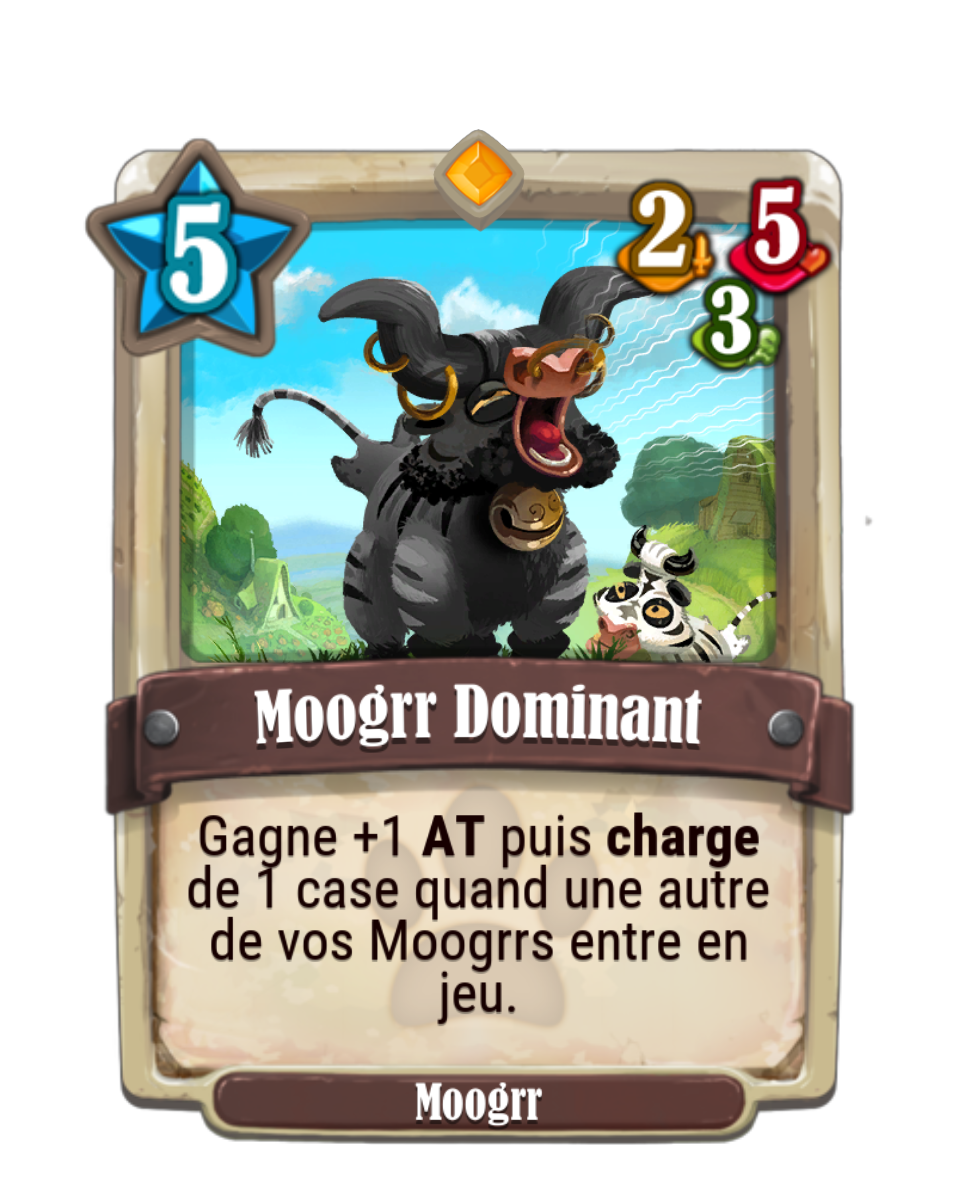 5
2
5
3
Moogrr Dominant
Gagne +1 AT puis charge
de 1 case quand une autre
de vos Moogrrs entre en
jeu.
Moogrr